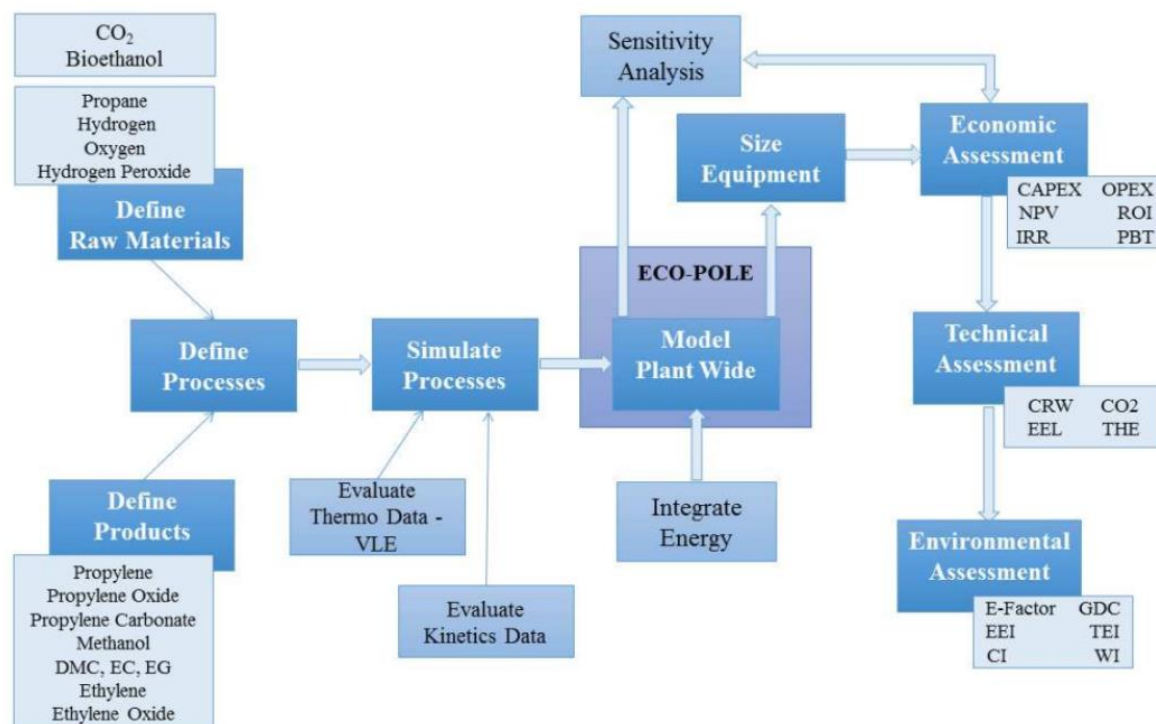 CO₂
Bioethanol
Propane
Hydrogen
Oxygen
Hydrogen Peroxide
Define
Raw Materials
Define
Processes
Define
Products
Propylene
Propylene Oxide
Propylene Carbonate
Methanol
DMC, EC, EG
Ethylene
Ethylene Oxide
Simulate
Processes
Evaluate
Thermo Data -
VLE
Evaluate
Kinetics Data
ECO-POLE
Model
Plant Wide
Integrate
Energy
Sensitivity
Analysis
Size
Equipment
Economic
Assessment
CAPEX OPEX
NPV ROI
IRR PBT
Technical
Assessment
CRW CO2
EEL THE
Environmental
Assessment
E-Factor GDC
EEI TEI
CI WI